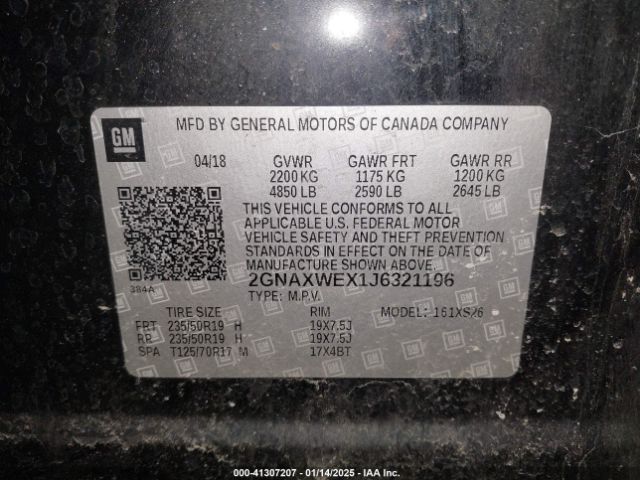 GM
MFD BY GENERAL MOTORS OF CANADA COMPANY
04/18 GVWR GAWR FRT GAWR RR
2200 KG 1175 KG 1200 KG
4850 LB 2590 LB 2645 LB
THIS VEHICLE CONFORMS TO ALL
APPLICABLE U.S. FEDERAL MOTOR
VEHICLE SAFETY AND THEFT PREVENTION
STANDARDS IN EFFECT ON THE DATE OF
MANUFACTURE SHOWN ABOVE.
384A 2GNAXWEX1J6321196
TYPE: M.P.V.
TIRE SIZE RIM MODEL: 161XS26
FRT 235/50R19 H 19X7.5J
RR 235/50R19 H 19X7.5J
SPA T125/70R17 M 17X4BT
000-41307207 - 01/14/2025 - IAA Inc.